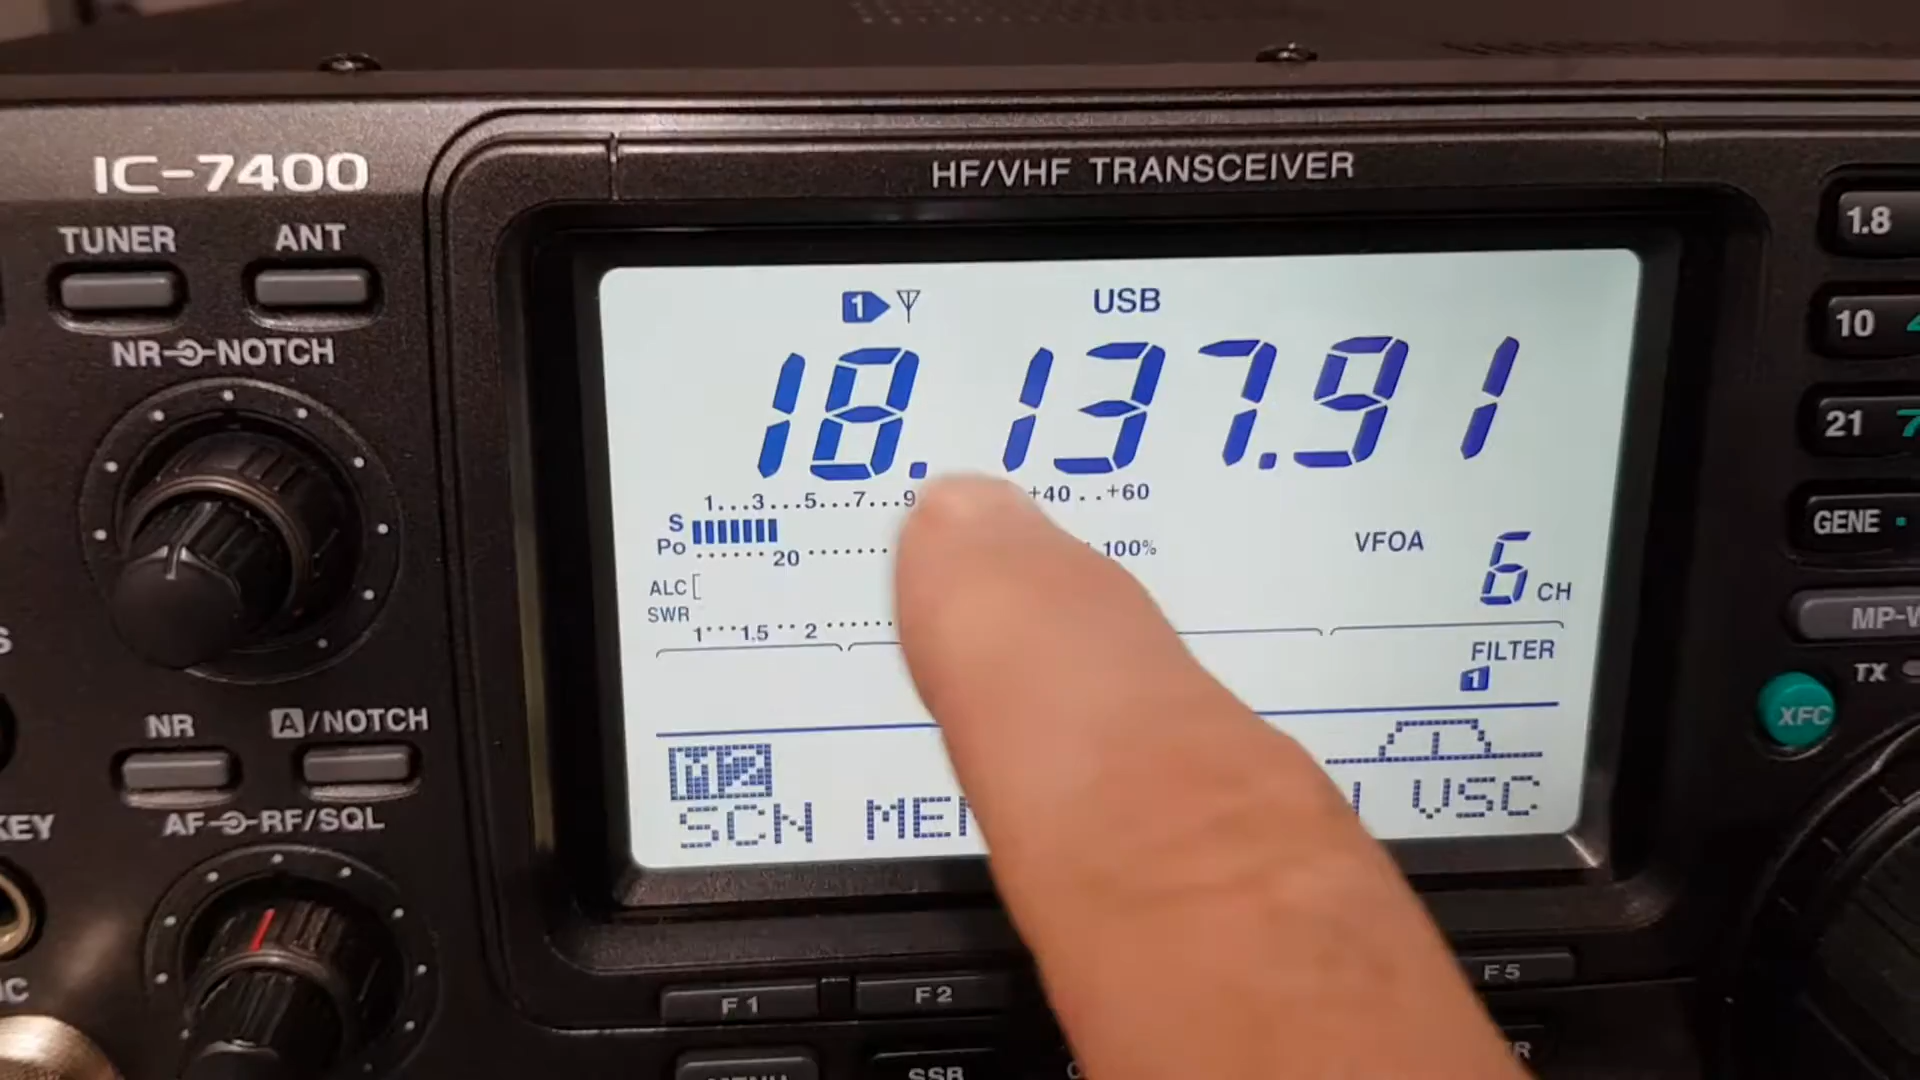 IC-7400
HF/VHF TRANSCEIVER
TUNER ANT
NR NOTCH
NR A/NOTCH
AF RF/SQL
1 USB
18.137.91
1...3...5...7...9 +40..+60
S
Po 20 100%
ALC
SWR
1 1.5 2
VFOA 6 CH
FILTER
1
SCN VSC
F1 F2 F5
SSB
1.8
10
21 7
GENE
TX
XFC